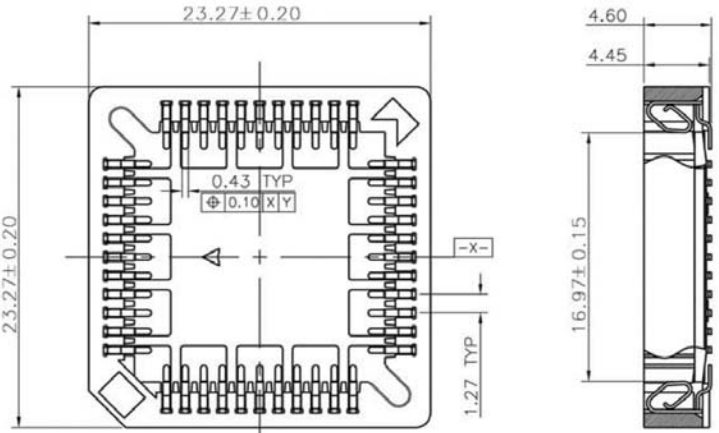 23.27±0.20
4.60
4.45
0.43 TYP
⌖ 0.10 X Y
-X-
23.27±0.20
16.97±0.15
1.27 TYP